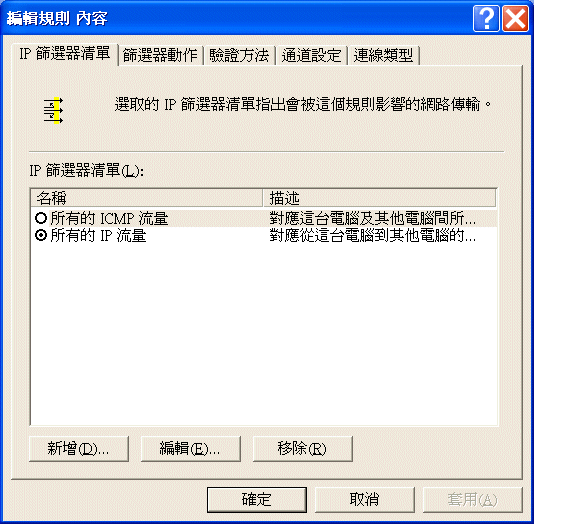 編輯規則 內容
IP 篩選器清單 篩選器動作 驗證方法 通道設定 連線類型
選取的 IP 篩選器清單指出會被這個規則影響的網路傳輸。
IP 篩選器清單(L):
名稱 描述
所有的 ICMP 流量 對應這台電腦及其他電腦間所...
所有的 IP 流量 對應從這台電腦到其他電腦的...
新增(D)... 編輯(E)... 移除(R)
確定 取消 套用(A)